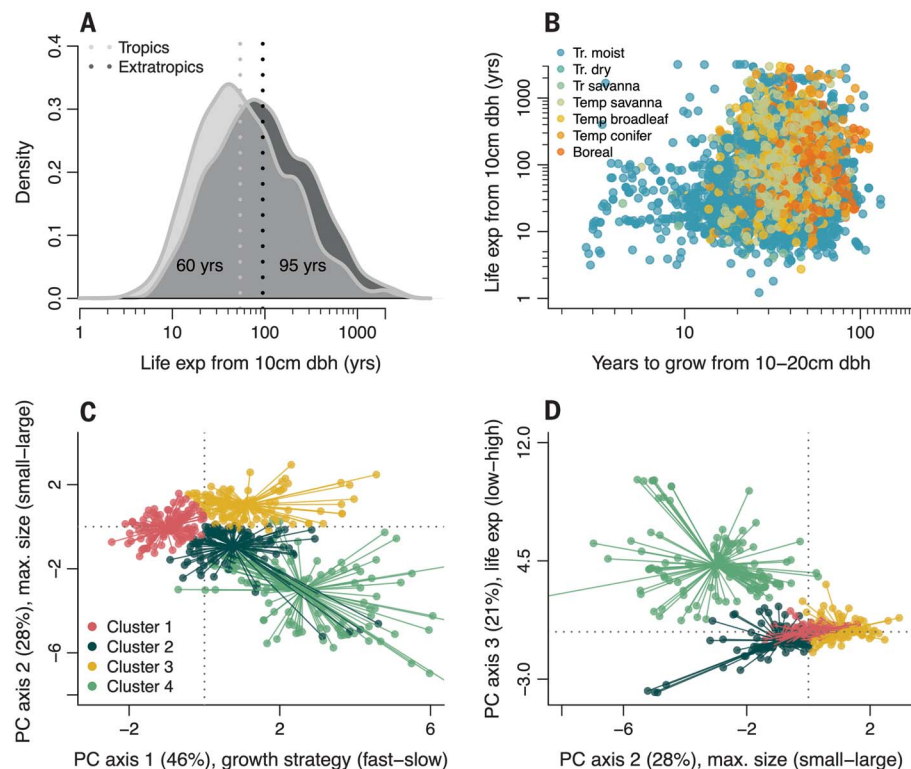 A
0.4
0.3
0.2
0.1
0.0
Density
Tropics
Extratropics
60 yrs
95 yrs
1
10
100
1000
Life exp from 10cm dbh (yrs)
B
Life exp from 10cm dbh (yrs)
1000
100
10
1
Tr. moist
Tr. dry
Tr savanna
Temp savanna
Temp broadleaf
Temp conifer
Boreal
10
100
Years to grow from 10–20cm dbh
C
PC axis 2 (28%), max. size (small–large)
2
−2
−6
Cluster 1
Cluster 2
Cluster 3
Cluster 4
−2
2
6
PC axis 1 (46%), growth strategy (fast–slow)
D
PC axis 3 (21%), life exp (low–high)
12.0
4.5
−3.0
−6
−2
2
PC axis 2 (28%), max. size (small–large)